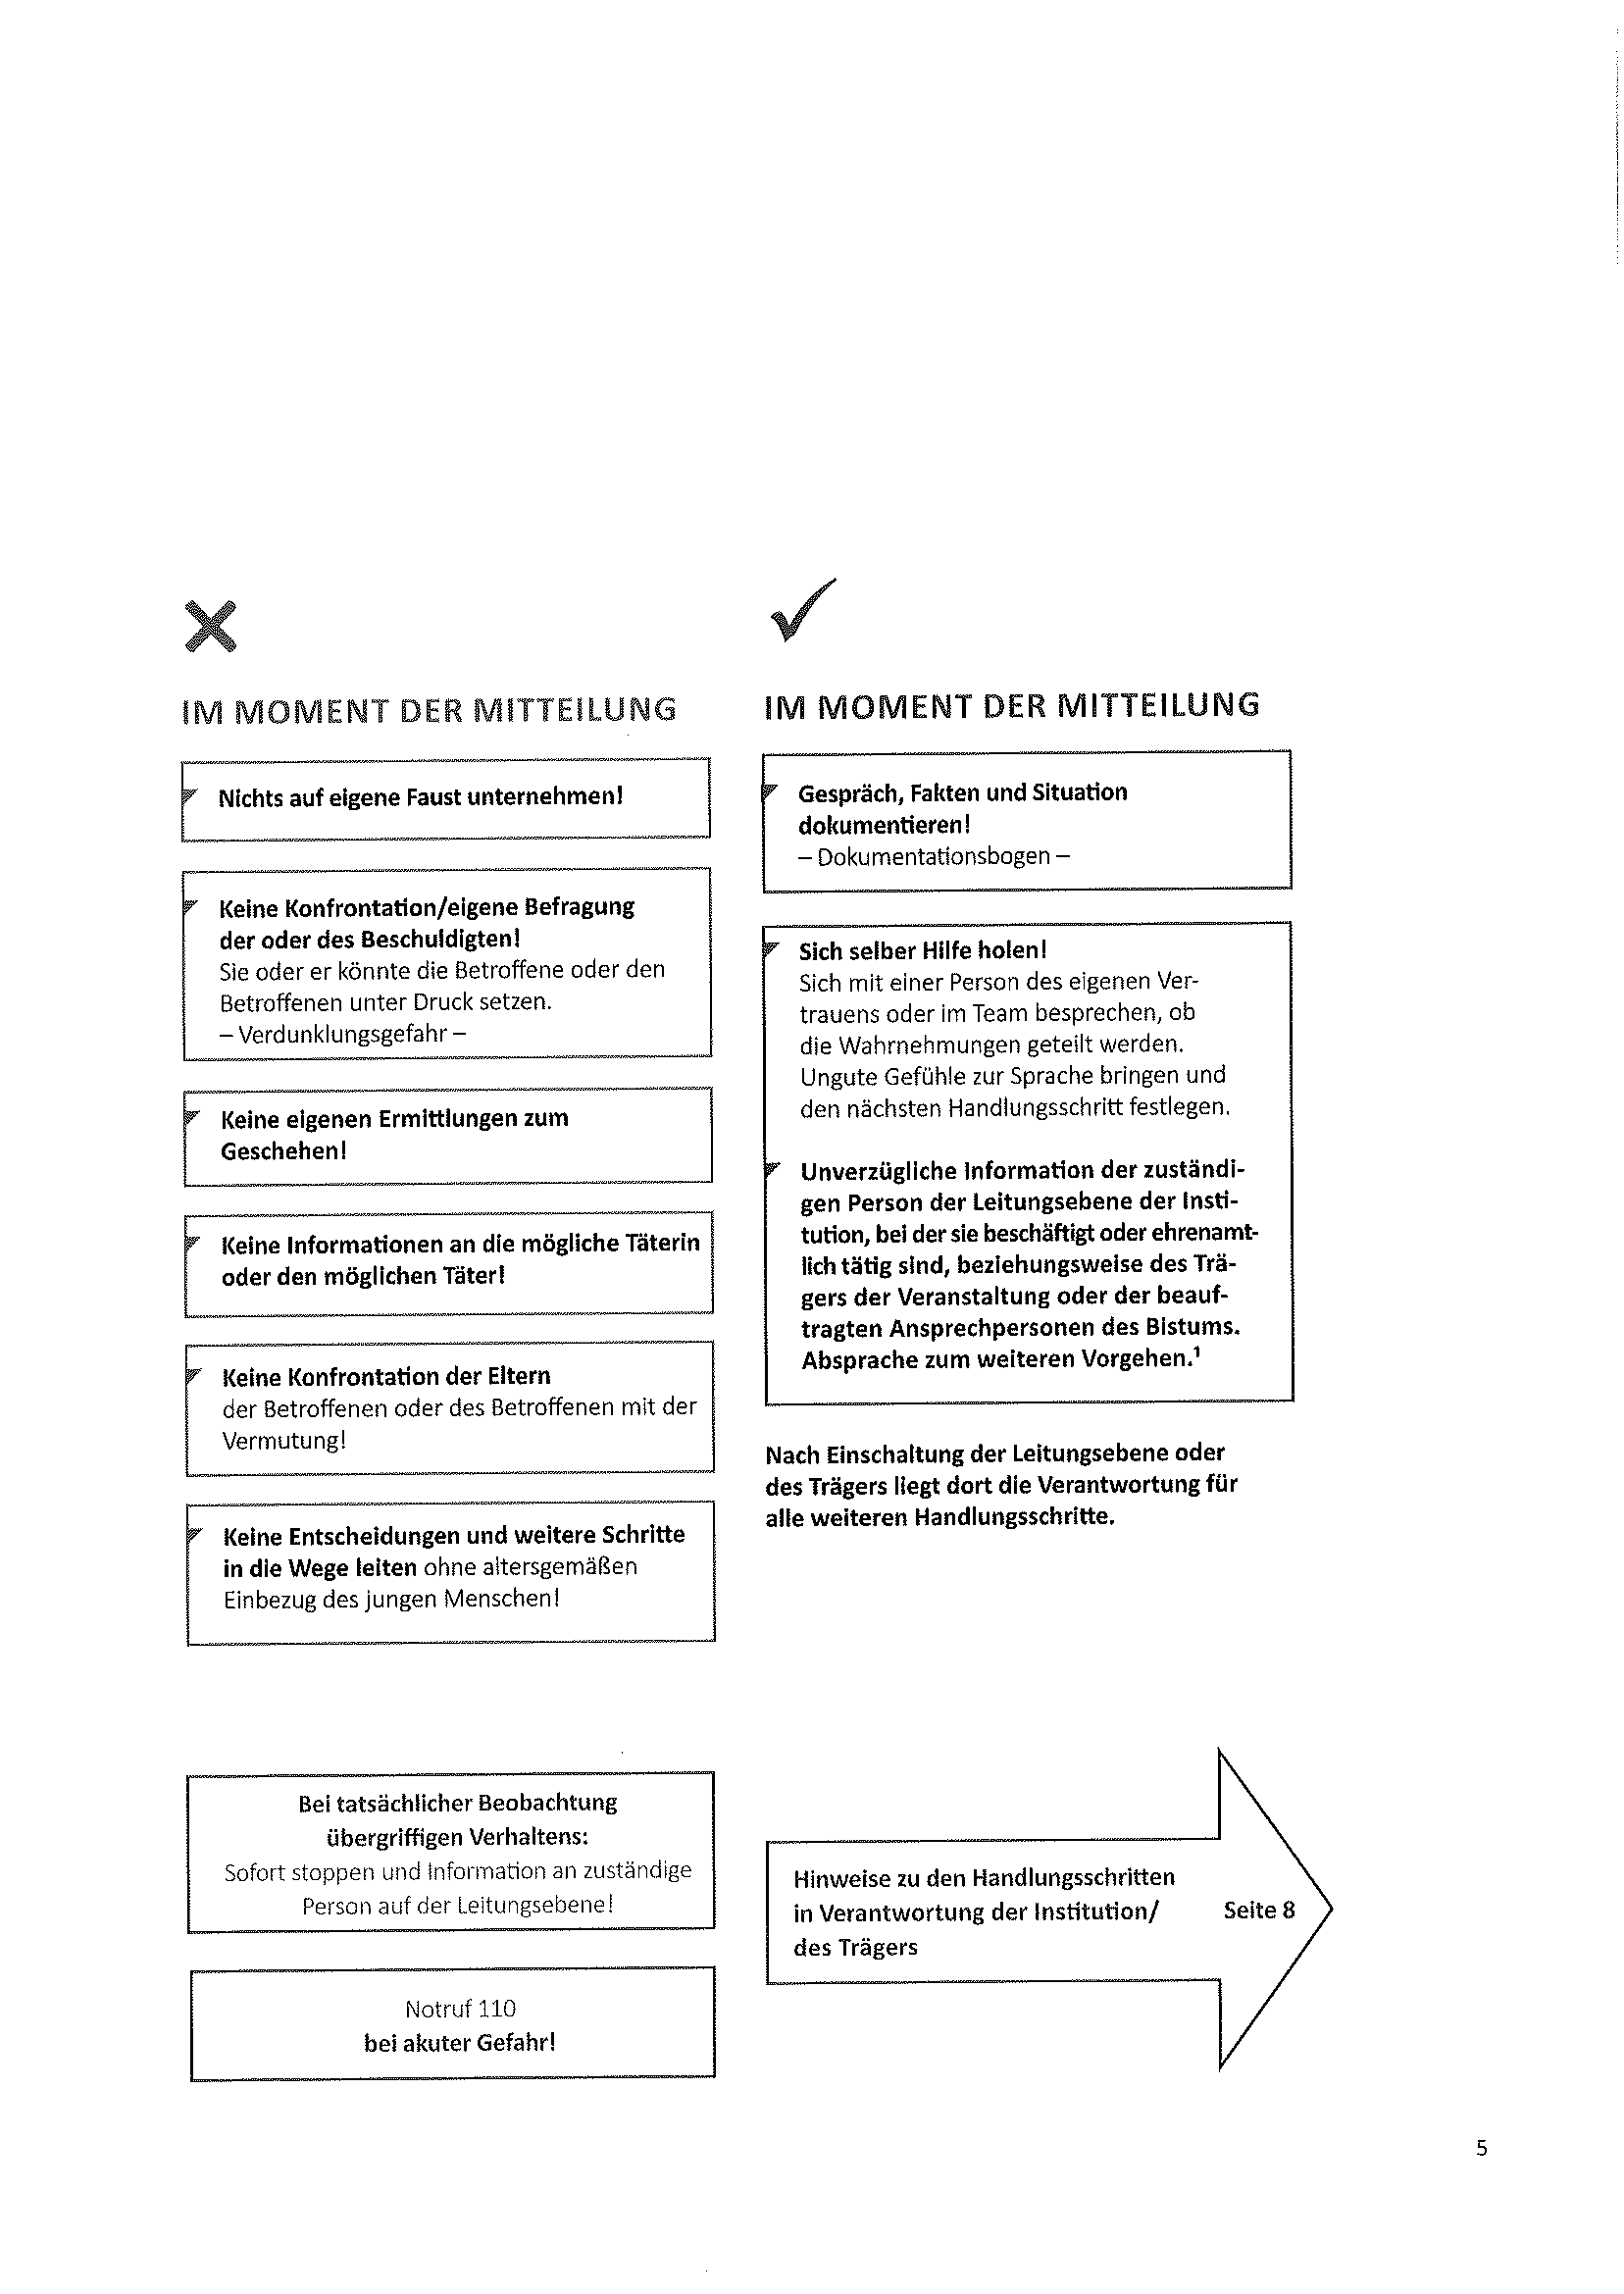 IM MOMENT DER MITTEILUNG
Nichts auf eigene Faust unternehmen!
Keine Konfrontation/eigene Befragung
der oder des Beschuldigten!
Sie oder er könnte die Betroffene oder den
Betroffenen unter Druck setzen.
– Verdunklungsgefahr –
Keine eigenen Ermittlungen zum
Geschehen!
Keine Informationen an die mögliche Täterin
oder den möglichen Täter!
Keine Konfrontation der Eltern
der Betroffenen oder des Betroffenen mit der
Vermutung!
Keine Entscheidungen und weitere Schritte
in die Wege leiten ohne altersgemäßen
Einbezug des jungen Menschen!
Bei tatsächlicher Beobachtung
übergriffigen Verhaltens:
Sofort stoppen und Information an zuständige
Person auf der Leitungsebene!
Notruf 110
bei akuter Gefahr!
IM MOMENT DER MITTEILUNG
Gespräch, Fakten und Situation
dokumentieren!
– Dokumentationsbogen –
Sich selber Hilfe holen!
Sich mit einer Person des eigenen Ver-
trauens oder im Team besprechen, ob
die Wahrnehmungen geteilt werden.
Ungute Gefühle zur Sprache bringen und
den nächsten Handlungsschritt festlegen.
Unverzügliche Information der zuständi-
gen Person der Leitungsebene der Insti-
tution, bei der sie beschäftigt oder ehrenamt-
lich tätig sind, beziehungsweise des Trä-
gers der Veranstaltung oder der beauf-
tragten Ansprechpersonen des Bistums.
Absprache zum weiteren Vorgehen.¹
Nach Einschaltung der Leitungsebene oder
des Trägers liegt dort die Verantwortung für
alle weiteren Handlungsschritte.
Hinweise zu den Handlungsschritten
in Verantwortung der Institution/
des Trägers
Seite 8
5